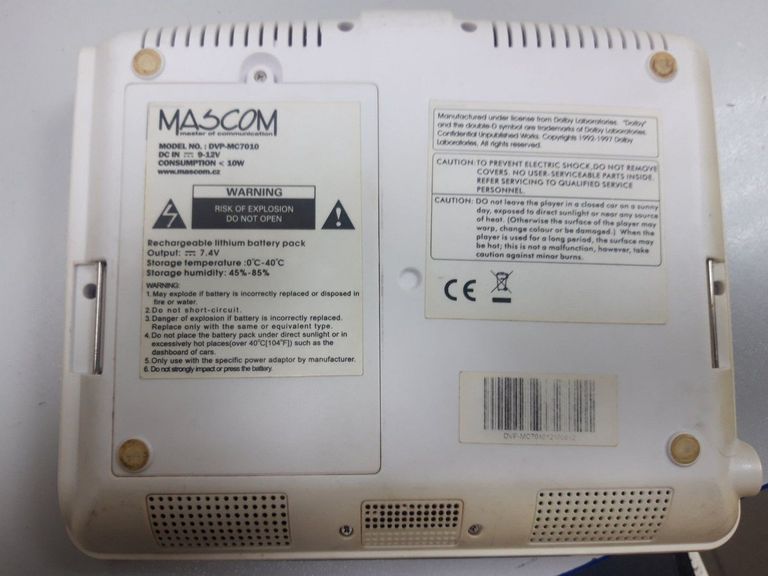 MASCOM
master of communication
MODEL NO. : DVP-MC7010
DC IN ⎓ 9-12V
CONSUMPTION < 10W
www.mascom.cz
WARNING
RISK OF EXPLOSION
DO NOT OPEN
Rechargeable lithium battery pack
Output: ⎓ 7.4V
Storage temperature :0°C-40°C
Storage humidity: 45%-85%
WARNING:
1. May explode if battery is incorrectly replaced or disposed in
fire or water.
2. Do not short-circuit.
3. Danger of explosion if battery is incorrectly replaced.
Replace only with the same or equivalent type.
4. Do not place the battery pack under direct sunlight or in
excessively hot places(over 40°C[104°F]) such as the
dashboard of cars.
5. Only use with the specific power adaptor by manufacturer.
6. Do not strongly impact or press the battery.
Manufactured under license from Dolby Laboratories. "Dolby"
and the double-D symbol are trademarks of Dolby Laboratories
Confidential Unpublished Works. Copyrights 1992-1997 Dolby
Laboratories, All rights reserved.
CAUTION: TO PREVENT ELECTRIC SHOCK,DO NOT REMOVE
COVERS. NO USER-SERVICEABLE PARTS INSIDE.
REFER SERVICING TO QUALIFIED SERVICE
PERSONNEL.
CAUTION: DO not leave the player in a closed car on a sunny
day, exposed to direct sunlight or near any source
of heat. (Otherwise the surface of the player may
warp, change colour or be damaged.) When the
player is used for a long period, the surface may
be hot; this is not a malfunction, however, take
caution against minor burns.
CE